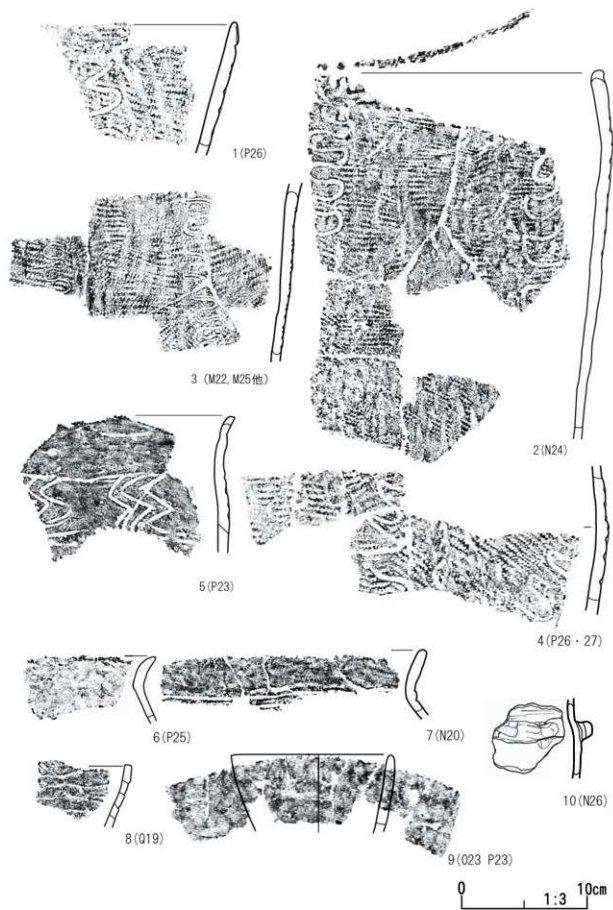 1(P26)
2(N24)
3 (M22,M25他)
5(P23)
4(P26・27)
6(P25)
7(N20)
10(N26)
8(Q19)
9(O23 P23)
0 10cm
1:3